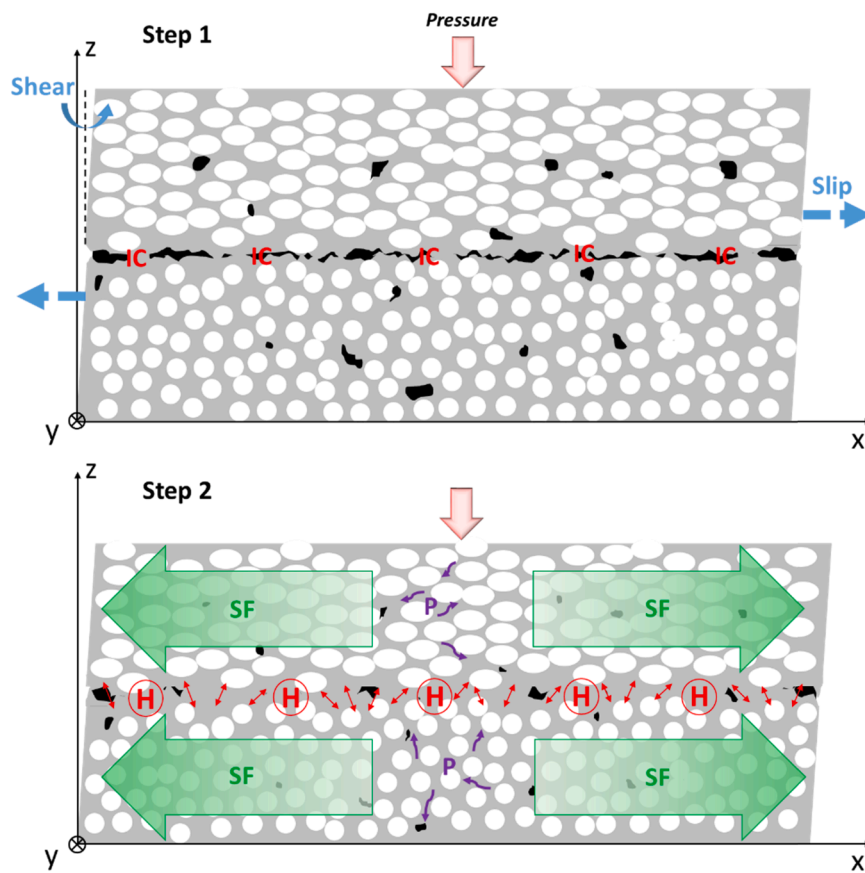 Pressure
Step 1
z
Shear
Slip
IC IC IC IC IC
y
x
z
Step 2
SF SF
P
H H H H H
P
SF SF
y
x